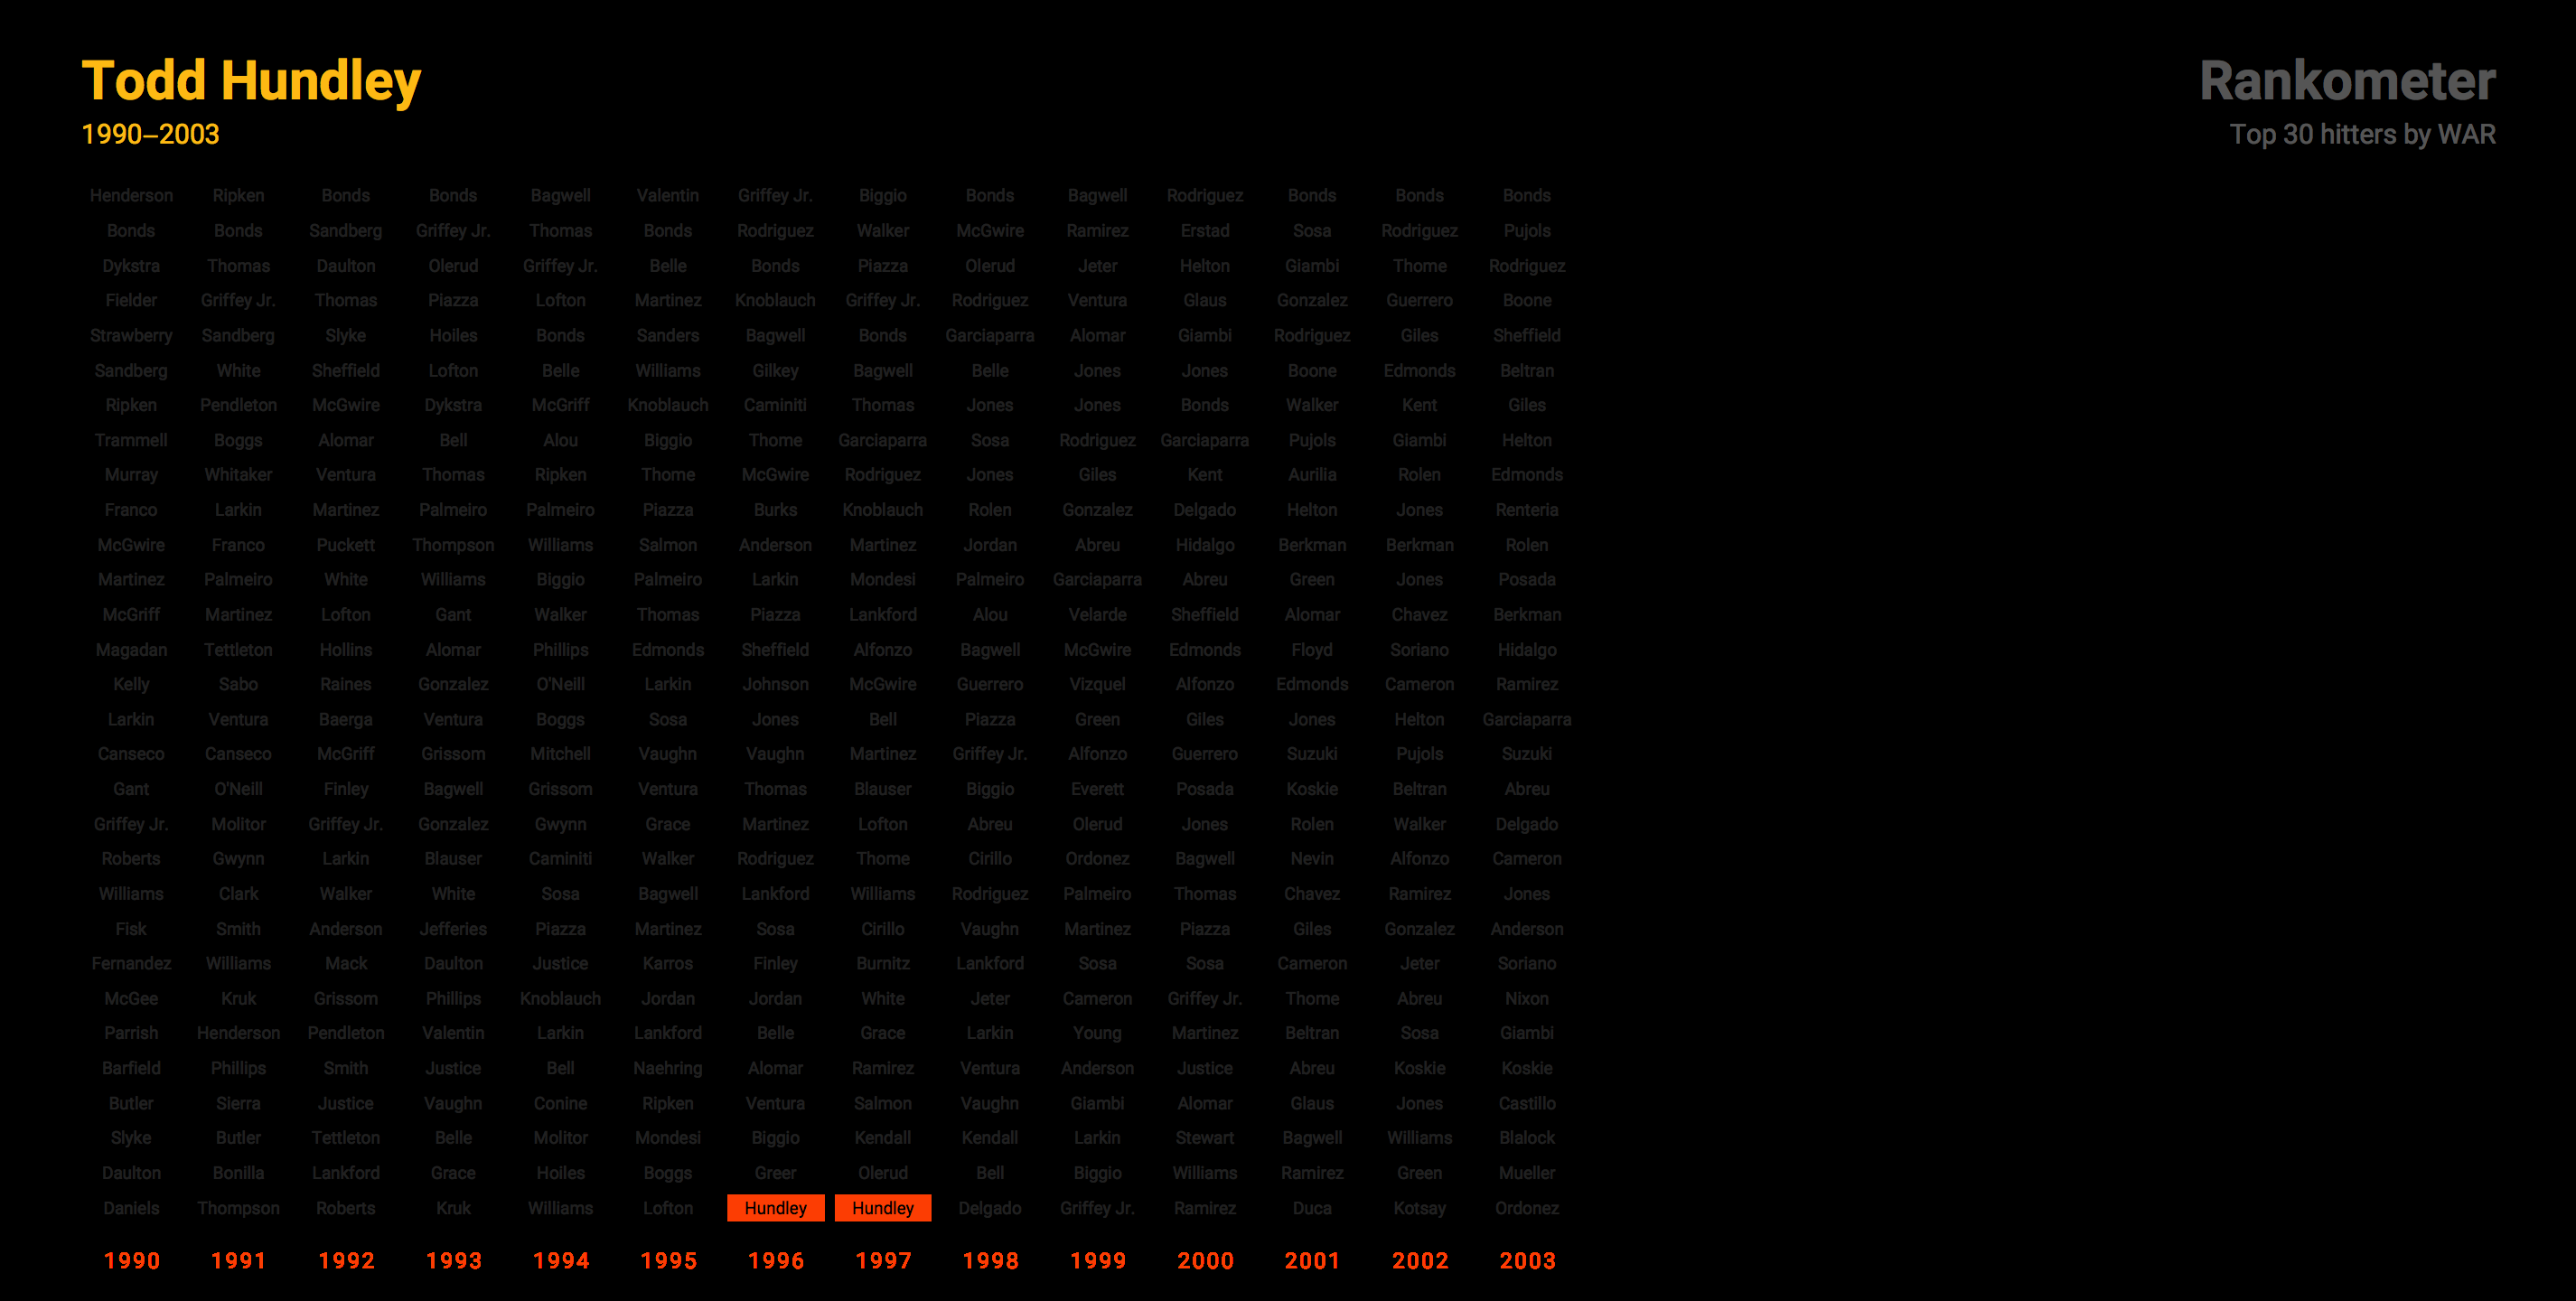 Todd Hundley
1990–2003
Rankometer
Top 30 hitters by WAR
Henderson Ripken Bonds Bonds Bagwell Valentin Griffey Jr. Biggio Bonds Bagwell Rodriguez Bonds Bonds Bonds
Bonds Bonds Sandberg Griffey Jr. Thomas Bonds Rodriguez Walker McGwire Ramirez Erstad Sosa Rodriguez Pujols
Dykstra Thomas Daulton Olerud Griffey Jr. Belle Bonds Piazza Olerud Jeter Helton Giambi Thome Rodriguez
Fielder Griffey Jr. Thomas Piazza Lofton Martinez Knoblauch Griffey Jr. Rodriguez Ventura Glaus Gonzalez Guerrero Boone
Strawberry Sandberg Slyke Hoiles Bonds Sanders Bagwell Bonds Garciaparra Alomar Giambi Rodriguez Giles Sheffield
Sandberg White Sheffield Lofton Belle Williams Gilkey Bagwell Belle Jones Jones Boone Edmonds Beltran
Ripken Pendleton McGwire Dykstra McGriff Knoblauch Caminiti Thomas Jones Jones Bonds Walker Kent Giles
Trammell Boggs Alomar Bell Alou Biggio Thome Garciaparra Sosa Rodriguez Garciaparra Pujols Giambi Helton
Murray Whitaker Ventura Thomas Ripken Thome McGwire Rodriguez Jones Giles Kent Aurilia Rolen Edmonds
Franco Larkin Martinez Palmeiro Palmeiro Piazza Burks Knoblauch Rolen Gonzalez Delgado Helton Jones Renteria
McGwire Franco Puckett Thompson Williams Salmon Anderson Martinez Jordan Abreu Hidalgo Berkman Berkman Rolen
Martinez Palmeiro White Williams Biggio Palmeiro Larkin Mondesi Palmeiro Garciaparra Abreu Green Jones Posada
McGriff Martinez Lofton Gant Walker Thomas Piazza Lankford Alou Velarde Sheffield Alomar Chavez Berkman
Magadan Tettleton Hollins Alomar Phillips Edmonds Sheffield Alfonzo Bagwell McGwire Edmonds Floyd Soriano Hidalgo
Kelly Sabo Raines Gonzalez O'Neill Larkin Johnson McGwire Guerrero Vizquel Alfonzo Edmonds Cameron Ramirez
Larkin Ventura Baerga Ventura Boggs Sosa Jones Bell Piazza Green Giles Jones Helton Garciaparra
Canseco Canseco McGriff Grissom Mitchell Vaughn Vaughn Martinez Griffey Jr. Alfonzo Guerrero Suzuki Pujols Suzuki
Gant O'Neill Finley Bagwell Grissom Ventura Thomas Blauser Biggio Everett Posada Koskie Beltran Abreu
Griffey Jr. Molitor Griffey Jr. Gonzalez Gwynn Grace Martinez Lofton Abreu Olerud Jones Rolen Walker Delgado
Roberts Gwynn Larkin Blauser Caminiti Walker Rodriguez Thome Cirillo Ordonez Bagwell Nevin Alfonzo Cameron
Williams Clark Walker White Sosa Bagwell Lankford Williams Rodriguez Palmeiro Thomas Chavez Ramirez Jones
Fisk Smith Anderson Jefferies Piazza Martinez Sosa Cirillo Vaughn Martinez Piazza Giles Gonzalez Anderson
Fernandez Williams Mack Daulton Justice Karros Finley Burnitz Lankford Sosa Sosa Cameron Jeter Soriano
McGee Kruk Grissom Phillips Knoblauch Jordan Jordan White Jeter Cameron Griffey Jr. Thome Abreu Nixon
Parrish Henderson Pendleton Valentin Larkin Lankford Belle Grace Larkin Young Martinez Beltran Sosa Giambi
Barfield Phillips Smith Justice Bell Naehring Alomar Ramirez Ventura Anderson Justice Abreu Koskie Koskie
Butler Sierra Justice Vaughn Conine Ripken Ventura Salmon Vaughn Giambi Alomar Glaus Jones Castillo
Slyke Butler Tettleton Belle Molitor Mondesi Biggio Kendall Kendall Larkin Stewart Bagwell Williams Blalock
Daulton Bonilla Lankford Grace Hoiles Boggs Greer Olerud Bell Biggio Williams Ramirez Green Mueller
Daniels Thompson Roberts Kruk Williams Lofton Hundley Hundley Delgado Griffey Jr. Ramirez Duca Kotsay Ordonez
1990 1991 1992 1993 1994 1995 1996 1997 1998 1999 2000 2001 2002 2003